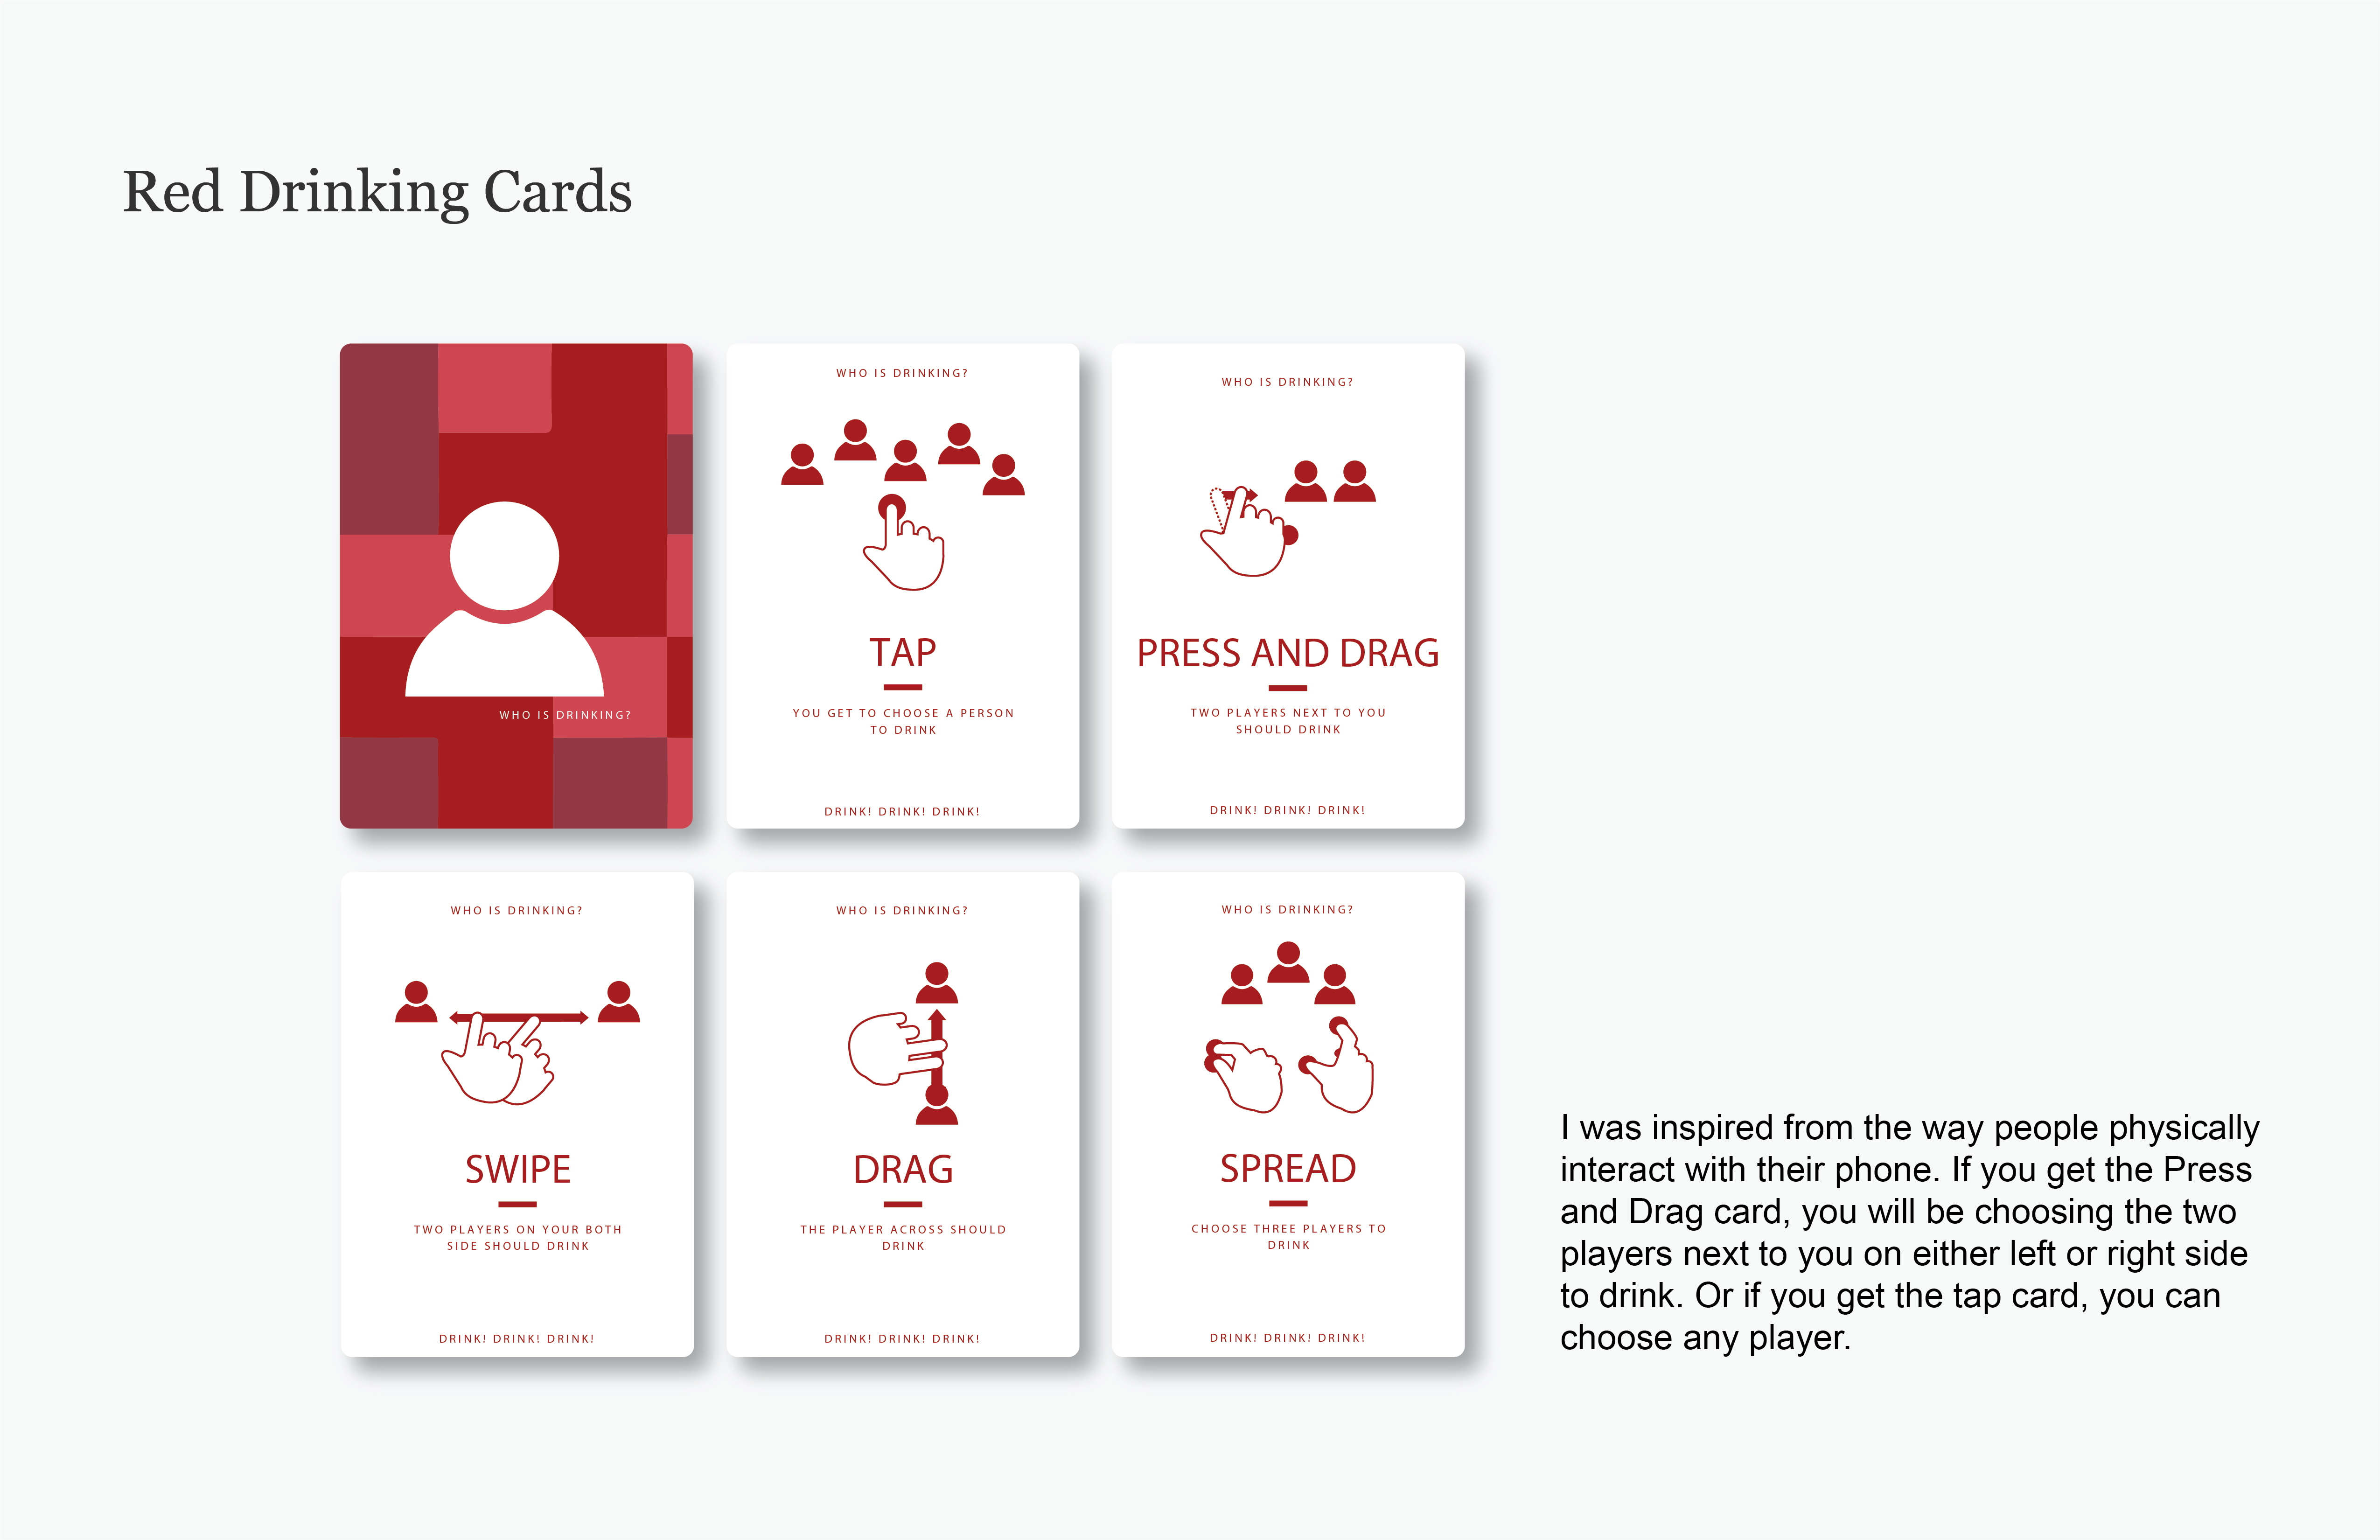 Red Drinking Cards
WHO IS DRINKING?
WHO IS DRINKING?
TAP
YOU GET TO CHOOSE A PERSON
TO DRINK
DRINK! DRINK! DRINK!
WHO IS DRINKING?
PRESS AND DRAG
TWO PLAYERS NEXT TO YOU
SHOULD DRINK
DRINK! DRINK! DRINK!
WHO IS DRINKING?
SWIPE
TWO PLAYERS ON YOUR BOTH
SIDE SHOULD DRINK
DRINK! DRINK! DRINK!
WHO IS DRINKING?
DRAG
THE PLAYER ACROSS SHOULD
DRINK
DRINK! DRINK! DRINK!
WHO IS DRINKING?
SPREAD
CHOOSE THREE PLAYERS TO
DRINK
DRINK! DRINK! DRINK!
I was inspired from the way people physically
interact with their phone. If you get the Press
and Drag card, you will be choosing the two
players next to you on either left or right side
to drink. Or if you get the tap card, you can
choose any player.